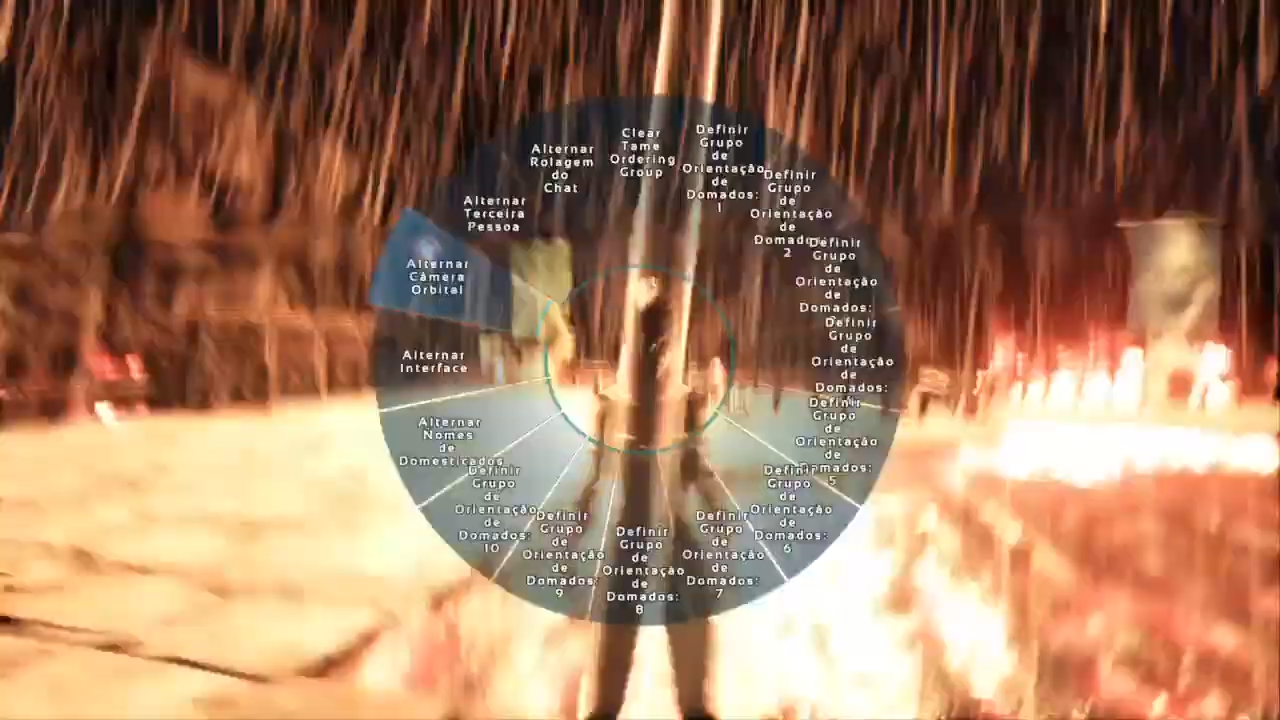 Clear
Tame
Ordering
Group
Definir
Grupo
de
Orientação
de
Domados:
1
Definir
Grupo
de
Orientação
de
Domados:
2
Definir
Grupo
de
Orientação
de
Domados:
Definir
Grupo
de
Orientação
de
Domados:
Definir
Grupo
de
Orientação
de
Domados:
5
Definir
Grupo
de
Orientação
de
Domados:
6
Definir
Grupo
de
Orientação
de
Domados:
7
Definir
Grupo
de
Orientação
de
Domados:
8
Definir
Grupo
de
Orientação
de
Domados:
9
Definir
Grupo
de
Orientação
de
Domados:
10
Alternar
Nomes
de
Domesticados
Alternar
Interface
Alternar
Câmera
Orbital
Alternar
Terceira
Pessoa
Alternar
Rolagem
do
Chat